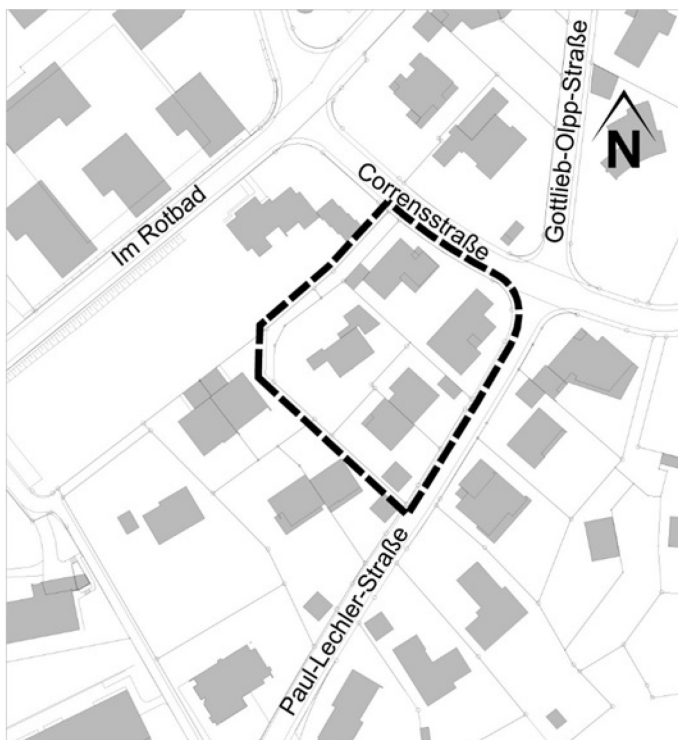 Gottlieb-Olpp-Straße
N
Corrensstraße
Im Rotbad
Paul-Lechler-Straße